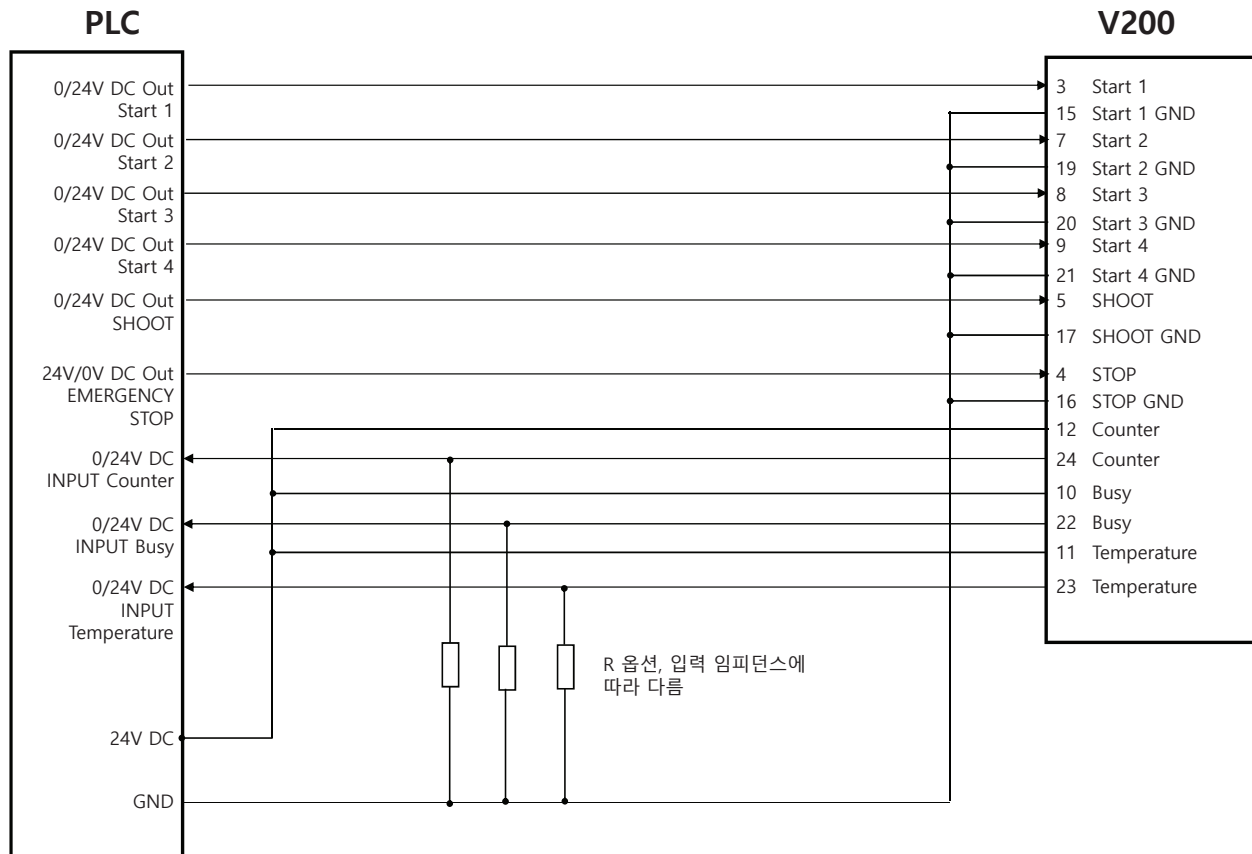 PLC
V200
0/24V DC Out
Start 1
0/24V DC Out
Start 2
0/24V DC Out
Start 3
0/24V DC Out
Start 4
0/24V DC Out
SHOOT
24V/0V DC Out
EMERGENCY
STOP
0/24V DC
INPUT Counter
0/24V DC
INPUT Busy
0/24V DC
INPUT
Temperature
24V DC
GND
R 옵션, 입력 임피던스에
따라 다름
3 Start 1
15 Start 1 GND
7 Start 2
19 Start 2 GND
8 Start 3
20 Start 3 GND
9 Start 4
21 Start 4 GND
5 SHOOT
17 SHOOT GND
4 STOP
16 STOP GND
12 Counter
24 Counter
10 Busy
22 Busy
11 Temperature
23 Temperature